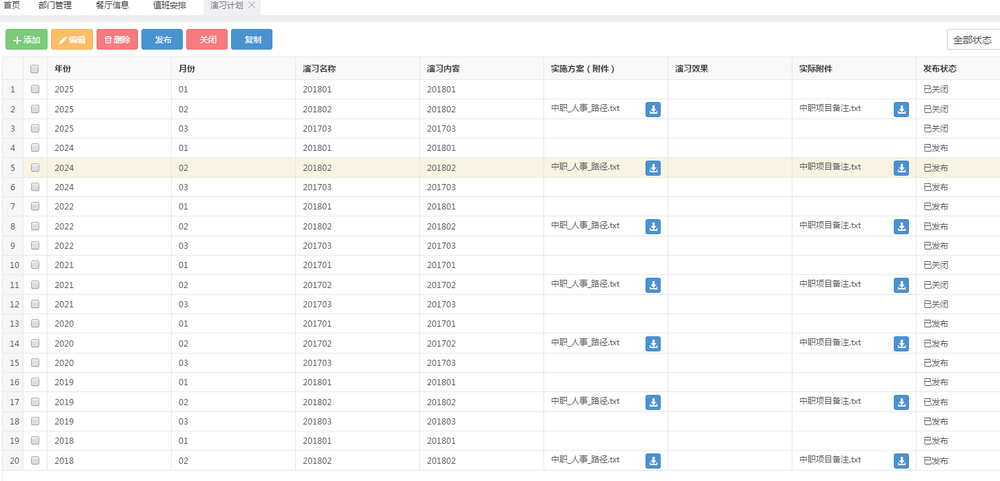 首页 部门管理 餐厅信息 值班安排 演习计划
添加 编辑 删除 发布 关闭 复制 全部状态
年份 月份 演习名称 演习内容 实施方案（附件） 演习效果 实际附件 发布状态
1 2025 01 201801 201801 已关闭
2 2025 02 201802 201802 中职_人事_路径.txt 中职项目备注.txt 已关闭
3 2025 03 201703 201703 已关闭
4 2024 01 201801 201801 已发布
5 2024 02 201802 201802 中职_人事_路径.txt 中职项目备注.txt 已发布
6 2024 03 201703 201703 已发布
7 2022 01 201801 201801 已发布
8 2022 02 201802 201802 中职_人事_路径.txt 中职项目备注.txt 已发布
9 2022 03 201703 201703 已发布
10 2021 01 201701 201701 已关闭
11 2021 02 201702 201702 中职_人事_路径.txt 中职项目备注.txt 已关闭
12 2021 03 201703 201703 已关闭
13 2020 01 201701 201701 已发布
14 2020 02 201702 201702 中职_人事_路径.txt 中职项目备注.txt 已发布
15 2020 03 201703 201703 已发布
16 2019 01 201801 201801 已发布
17 2019 02 201802 201802 中职_人事_路径.txt 中职项目备注.txt 已发布
18 2019 03 201803 201803 已发布
19 2018 01 201801 201801 已发布
20 2018 02 201802 201802 中职_人事_路径.txt 中职项目备注.txt 已发布